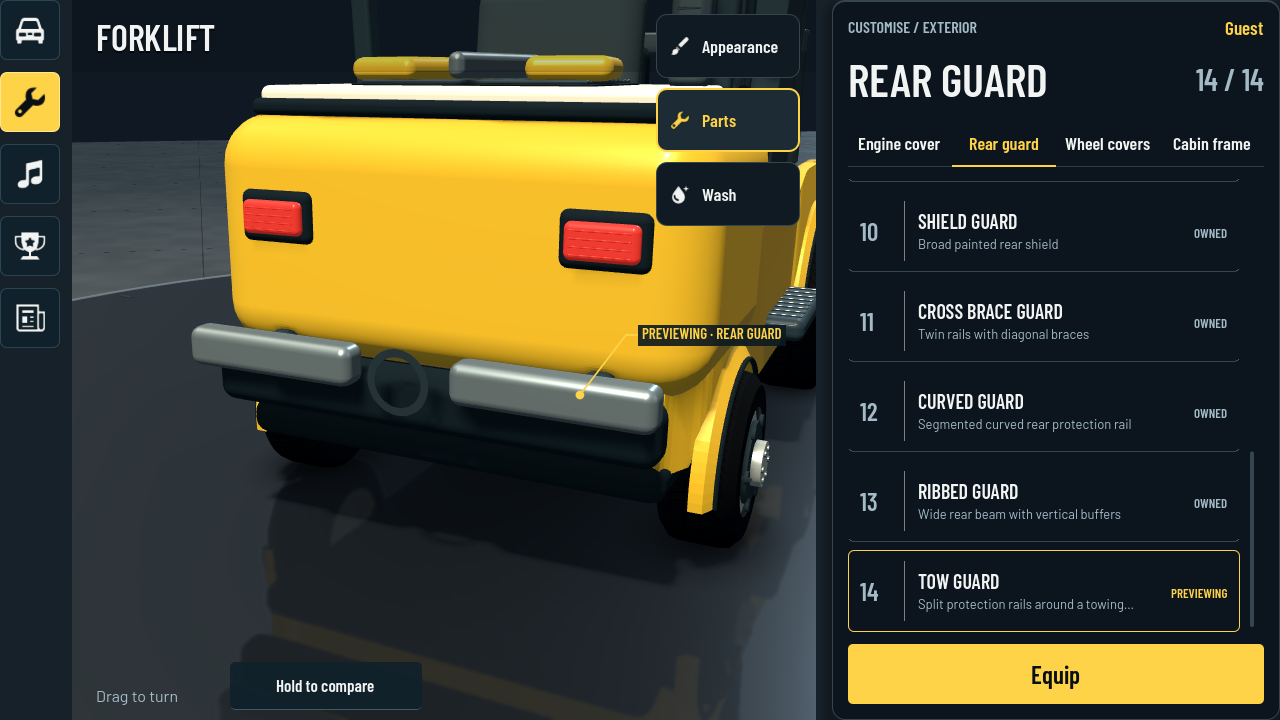 FORKLIFT
Appearance
Parts
Wash
PREVIEWING · REAR GUARD
Drag to turn
Hold to compare
CUSTOMISE / EXTERIOR
Guest
REAR GUARD
14 / 14
Engine cover
Rear guard
Wheel covers
Cabin frame
10
SHIELD GUARD
Broad painted rear shield
OWNED
11
CROSS BRACE GUARD
Twin rails with diagonal braces
OWNED
12
CURVED GUARD
Segmented curved rear protection rail
OWNED
13
RIBBED GUARD
Wide rear beam with vertical buffers
OWNED
14
TOW GUARD
Split protection rails around a towing...
PREVIEWING
Equip